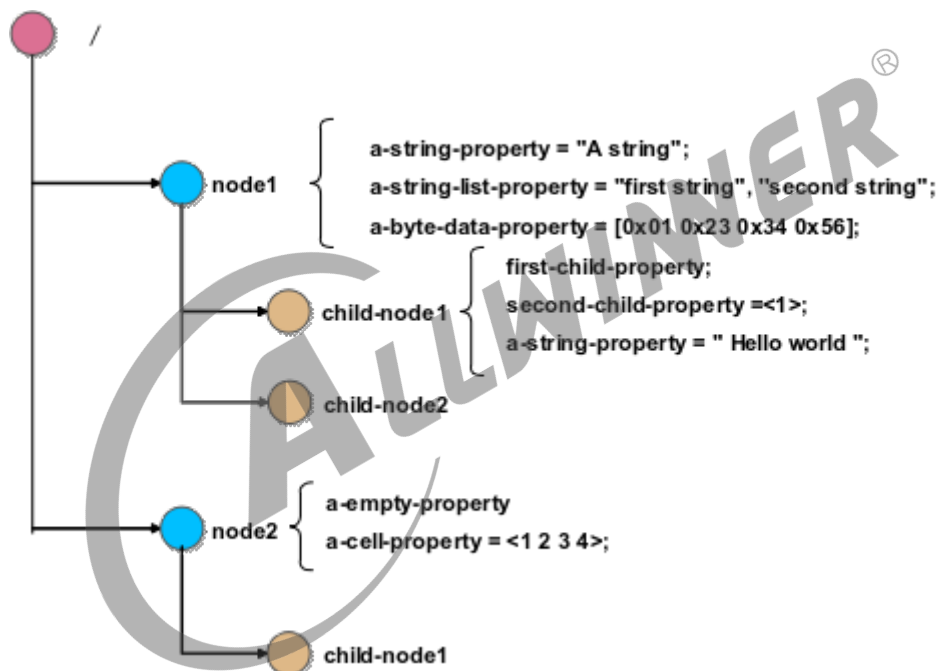 /
node1
a-string-property = "A string";
a-string-list-property = "first string", "second string";
a-byte-data-property = [0x01 0x23 0x34 0x56];
child-node1
first-child-property;
second-child-property =<1>;
a-string-property = " Hello world ";
child-node2
node2
a-empty-property
a-cell-property = <1 2 3 4>;
child-node1
ALLWINNER®